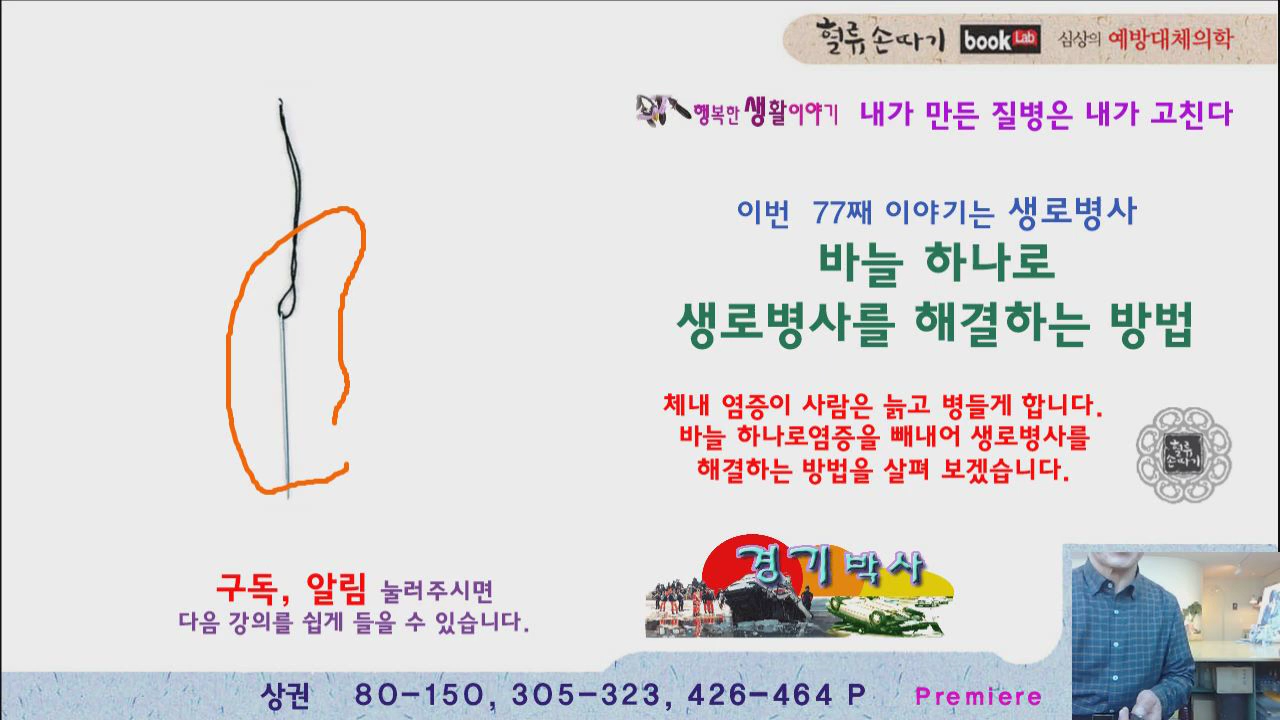 혈류 손따기 book Lab 심상의 예방대체의학
행복한 생활이야기 내가 만든 질병은 내가 고친다
이번 77째 이야기는 생로병사
바늘 하나로
생로병사를 해결하는 방법
체내 염증이 사람은 늙고 병들게 합니다.
바늘 하나로염증을 빼내어 생로병사를
해결하는 방법을 살펴 보겠습니다.
혈류
손따기
경기박사
구독, 알림 눌러주시면
다음 강의를 쉽게 들을 수 있습니다.
상권 80-150, 305-323, 426-464 P Premiere